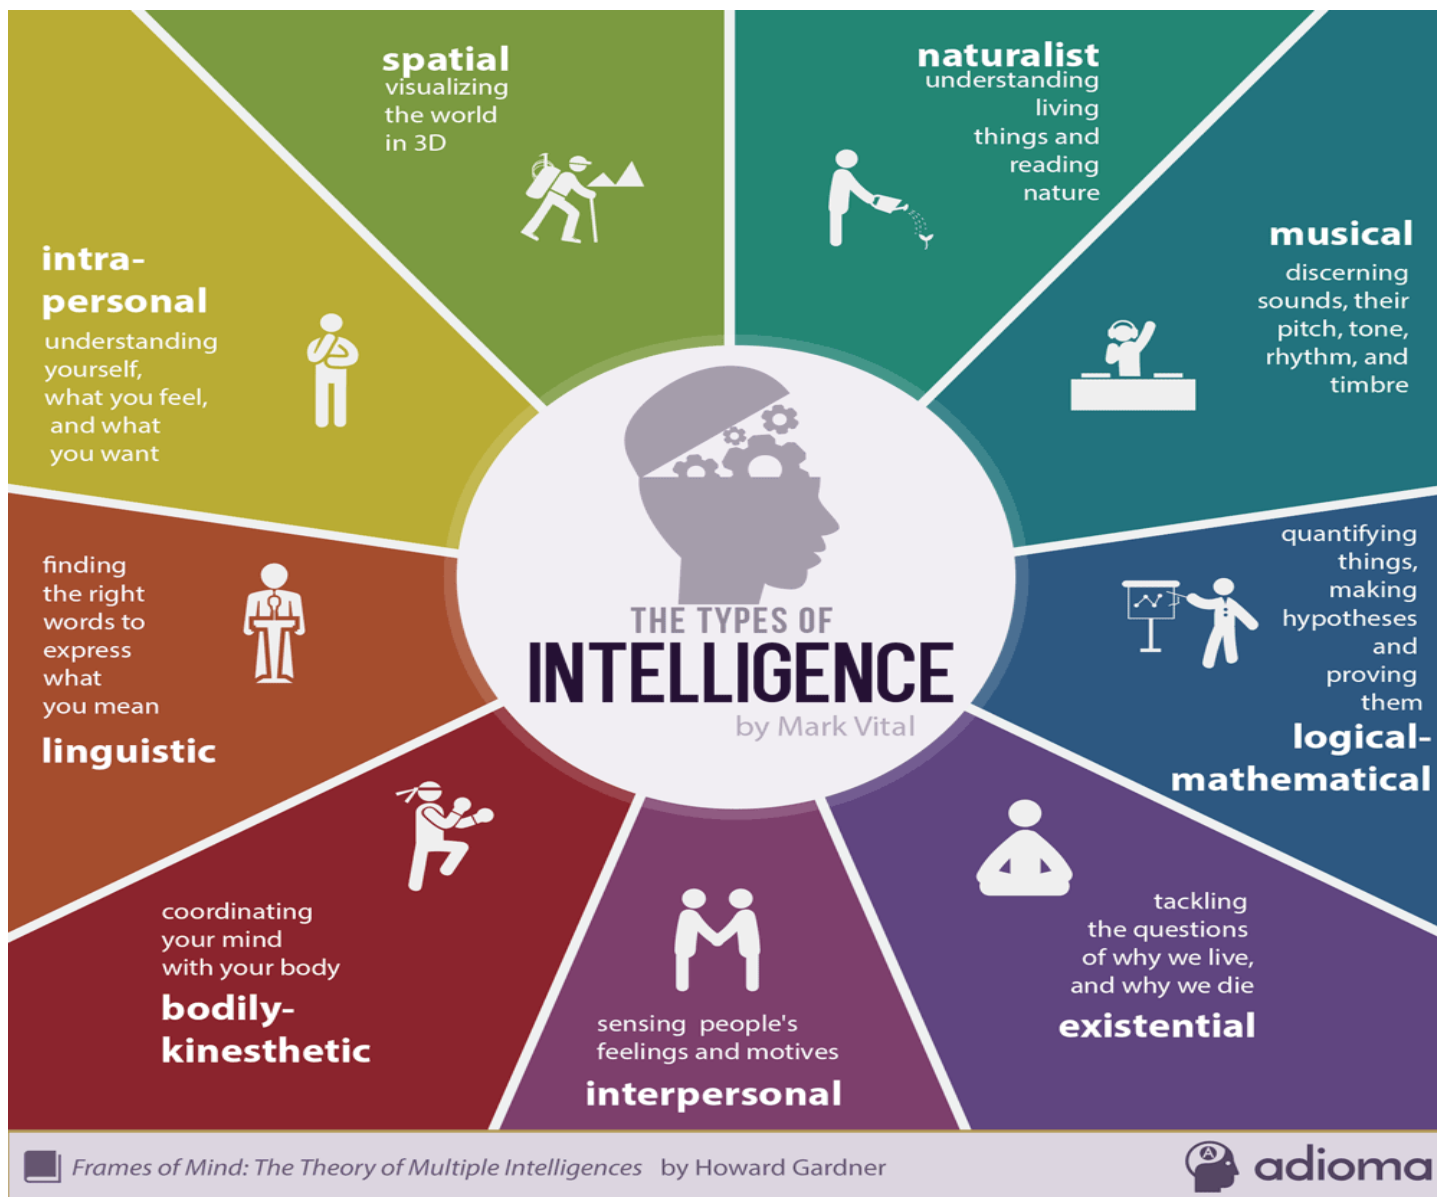 spatial
visualizing
the world
in 3D
naturalist
understanding
living
things and
reading
nature
musical
discerning
sounds, their
pitch, tone,
rhythm, and
timbre
quantifying
things,
making
hypotheses
and
proving
them
logical-
mathematical
tackling
the questions
of why we live,
and why we die
existential
sensing people's
feelings and motives
interpersonal
coordinating
your mind
with your body
bodily-
kinesthetic
finding
the right
words to
express
what
you mean
linguistic
intra-
personal
understanding
yourself,
what you feel,
and what
you want
THE TYPES OF
INTELLIGENCE
by Mark Vital
Frames of Mind: The Theory of Multiple Intelligences by Howard Gardner
A
adioma